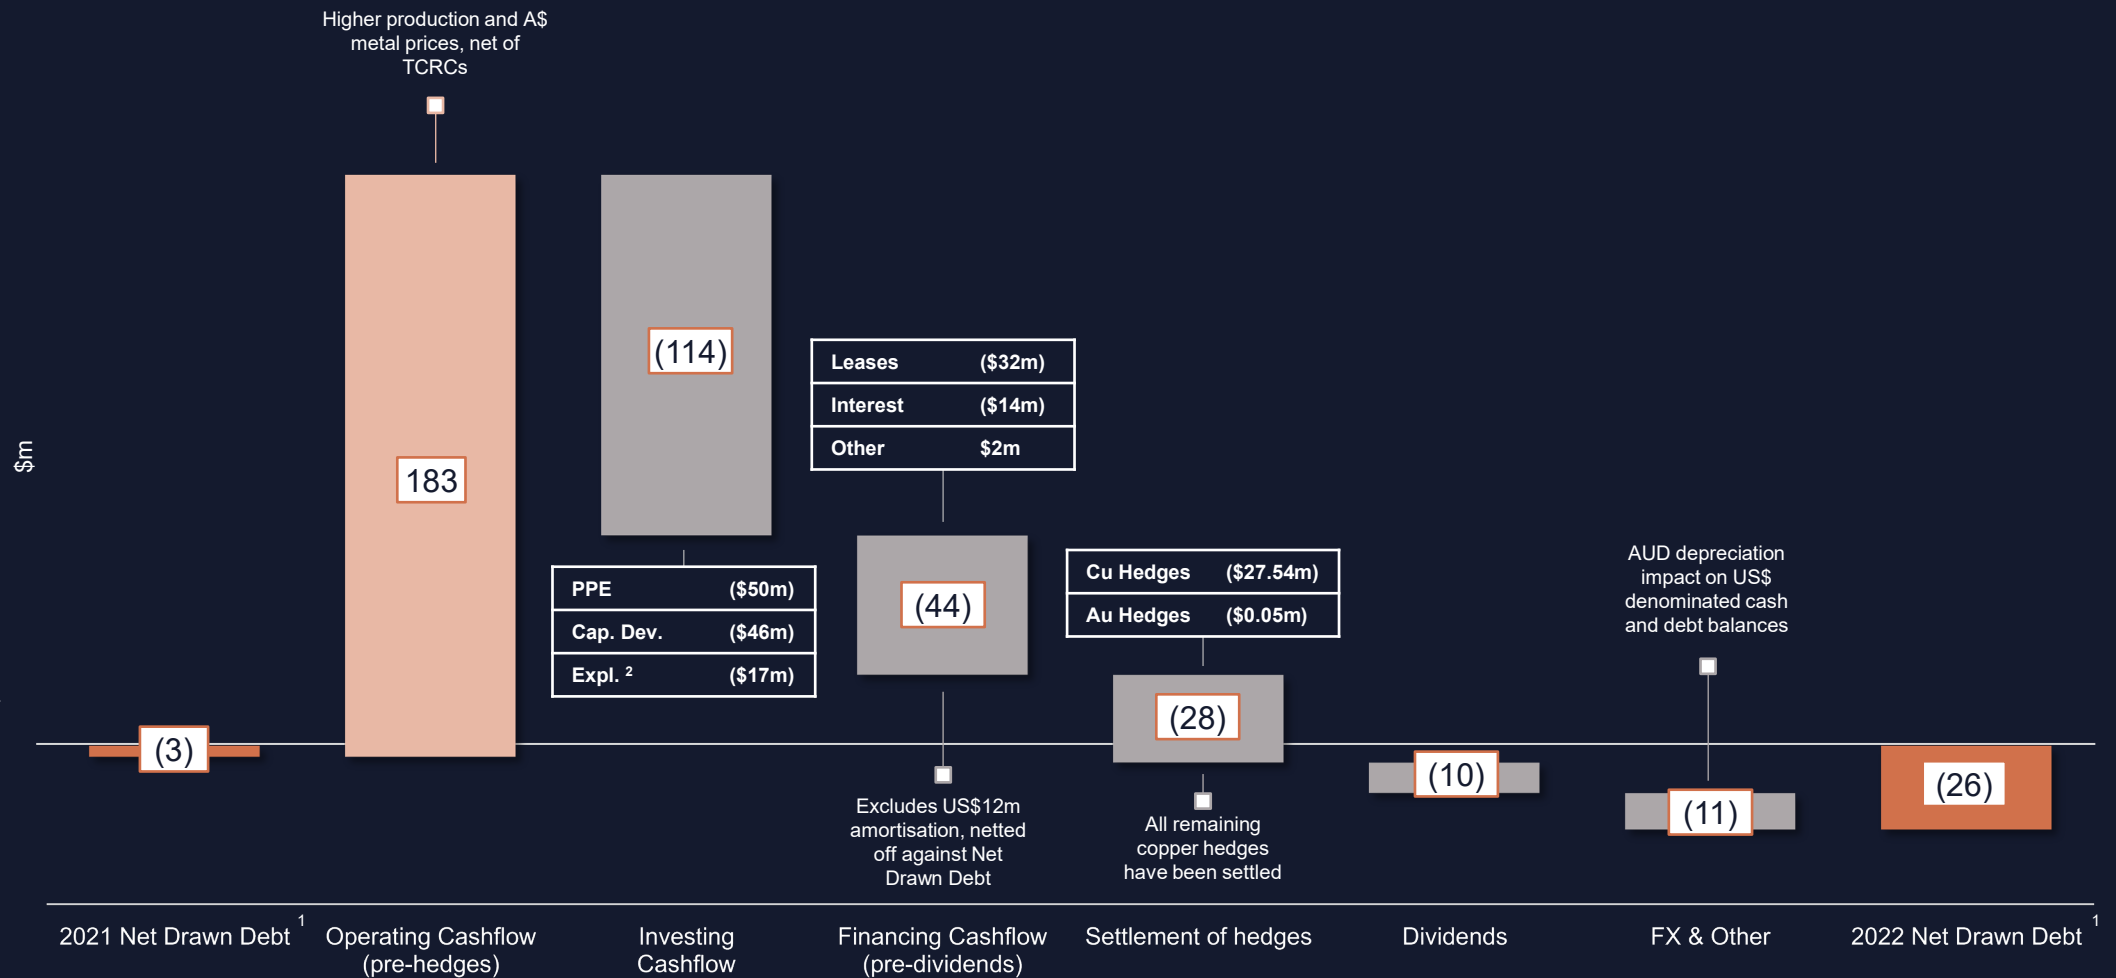 Higher production and A$
metal prices, net of
TCRCs
$m
(3)
183
(114)
PPE ($50m)
Cap. Dev. ($46m)
Expl. 2 ($17m)
Leases ($32m)
Interest ($14m)
Other $2m
(44)
Excludes US$12m
amortisation, netted
off against Net
Drawn Debt
Cu Hedges ($27.54m)
Au Hedges ($0.05m)
(28)
All remaining
copper hedges
have been settled
(10)
AUD depreciation
impact on US$
denominated cash
and debt balances
(11)
(26)
2021 Net Drawn Debt 1
Operating Cashflow
(pre-hedges)
Investing
Cashflow
Financing Cashflow
(pre-dividends)
Settlement of hedges
Dividends
FX & Other
2022 Net Drawn Debt 1